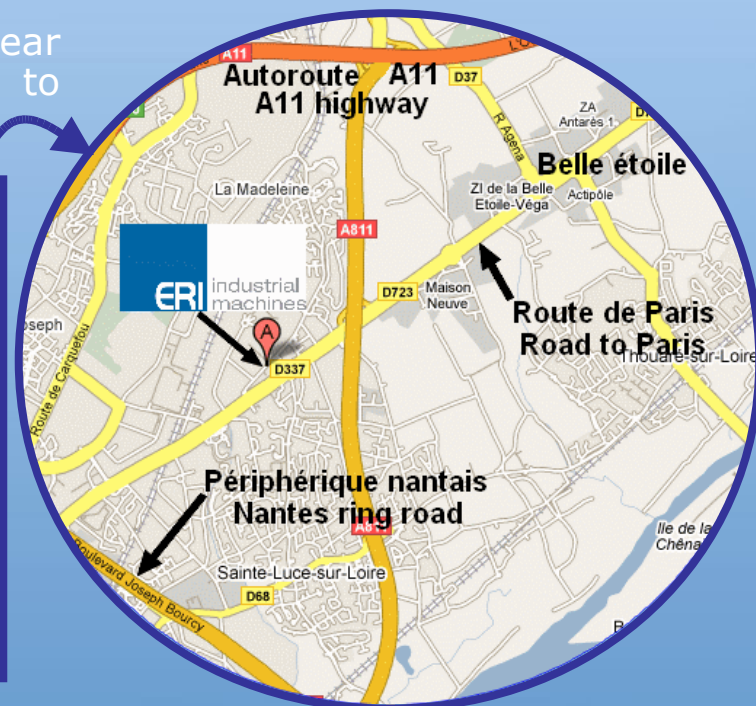 ear
to
A11
Autoroute A11
A11 highway
D37
R Agena
ZA
Antarès 1
Belle étoile
La Madeleine
ZI de la Belle
Etoile-Véga
Actipôle
A811
ERI industrial
machines
D723
Maison
Neuve
Route de Paris
Road to Paris
Thouaré-sur-Loire
oseph
A
D337
Route de Carquefou
Périphérique nantais
Nantes ring road
A811
Ile de la
Chêna
Boulevard Joseph Bourcy
Sainte-Luce-sur-Loire
D68